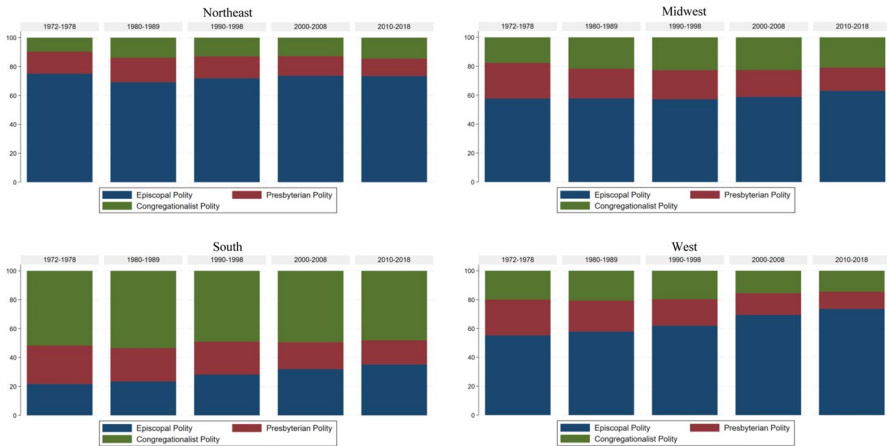 Northeast
1972-1978 1980-1989 1990-1998 2000-2008 2010-2018
100
80
60
40
20
0
Episcopal Polity Presbyterian Polity
Congregationalist Polity
Midwest
1972-1978 1980-1989 1990-1998 2000-2008 2010-2018
100
80
60
40
20
0
Episcopal Polity Presbyterian Polity
Congregationalist Polity
South
1972-1978 1980-1989 1990-1998 2000-2008 2010-2018
100
80
60
40
20
0
Episcopal Polity Presbyterian Polity
Congregationalist Polity
West
1972-1978 1980-1989 1990-1998 2000-2008 2010-2018
100
80
60
40
20
0
Episcopal Polity Presbyterian Polity
Congregationalist Polity